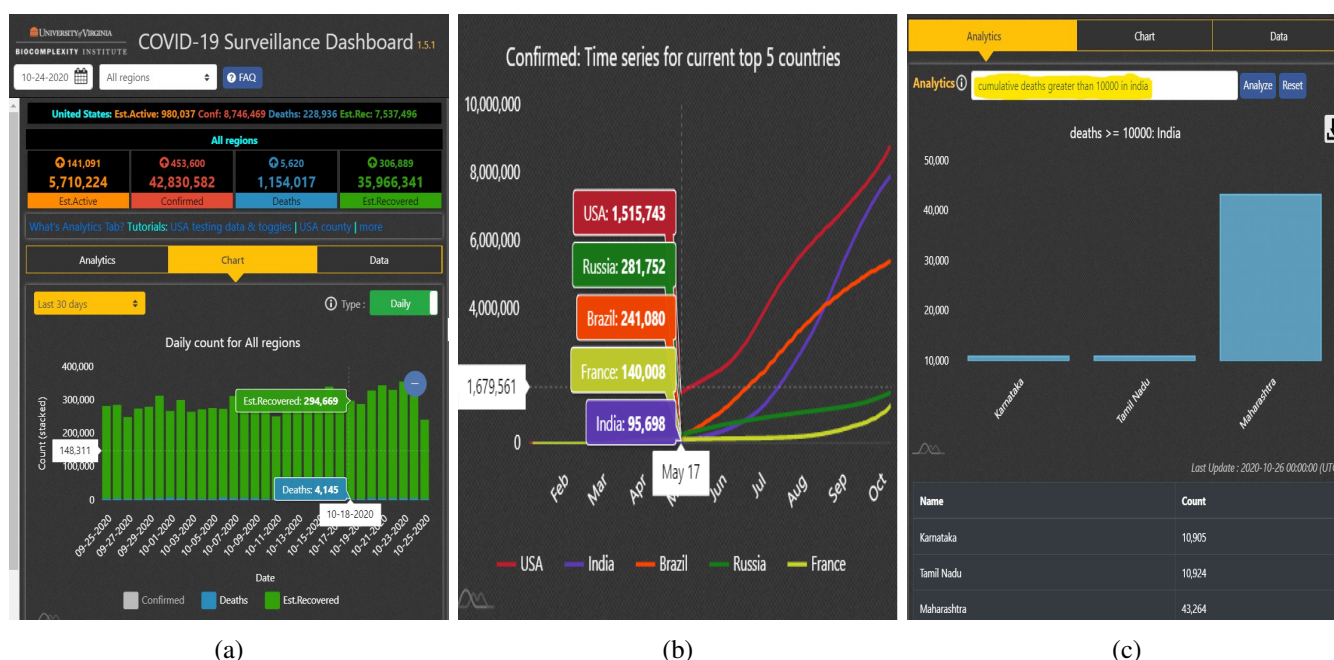 UNIVERSITY of VIRGINIA
BIOCOMPLEXITY INSTITUTE
COVID-19 Surveillance Dashboard 1.5.1
10-24-2020 All regions ? FAQ
United States: Est.Active: 980,037 Conf: 8,746,469 Deaths: 228,936 Est.Rec: 7,537,496
All regions
141,091 453,600 5,620 306,889
5,710,224 42,830,582 1,154,017 35,966,341
Est.Active Confirmed Deaths Est.Recovered
What's Analytics Tab? Tutorials: USA testing data & toggles | USA county | more
Analytics Chart Data
Last 30 days Type : Daily
Daily count for All regions
Count (stacked)
400,000
300,000
200,000
148,311
100,000
0
Est.Recovered: 294,669
Deaths: 4,145
10-18-2020
09-25-2020 09-27-2020 09-29-2020 10-01-2020 10-03-2020 10-05-2020 10-07-2020 10-09-2020 10-11-2020 10-13-2020 10-15-2020 10-17-2020 10-19-2020 10-21-2020 10-23-2020 10-25-2020
Date
Confirmed Deaths Est.Recovered
(a)
Confirmed: Time series for current top 5 countries
10,000,000
8,000,000
6,000,000
4,000,000
1,679,561
0
USA: 1,515,743
Russia: 281,752
Brazil: 241,080
France: 140,008
India: 95,698
May 17
Feb Mar Apr Jun Jul Aug Sep Oct
USA India Brazil Russia France
(b)
Analytics Chart Data
Analytics cumulative deaths greater than 10000 in india Analyze Reset
deaths >= 10000: India
50,000
40,000
30,000
20,000
10,000
Karnataka Tamil Nadu Maharashtra
Last Update : 2020-10-26 00:00:00 (UTC
Name Count
Karnataka 10,905
Tamil Nadu 10,924
Maharashtra 43,264
(c)